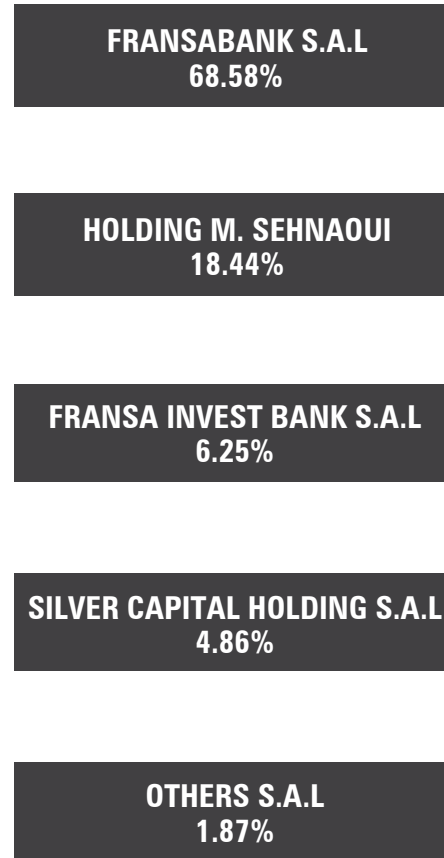 FRANSABANK S.A.L
68.58%
HOLDING M. SEHNAOUI
18.44%
FRANSA INVEST BANK S.A.L
6.25%
SILVER CAPITAL HOLDING S.A.L
4.86%
OTHERS S.A.L
1.87%